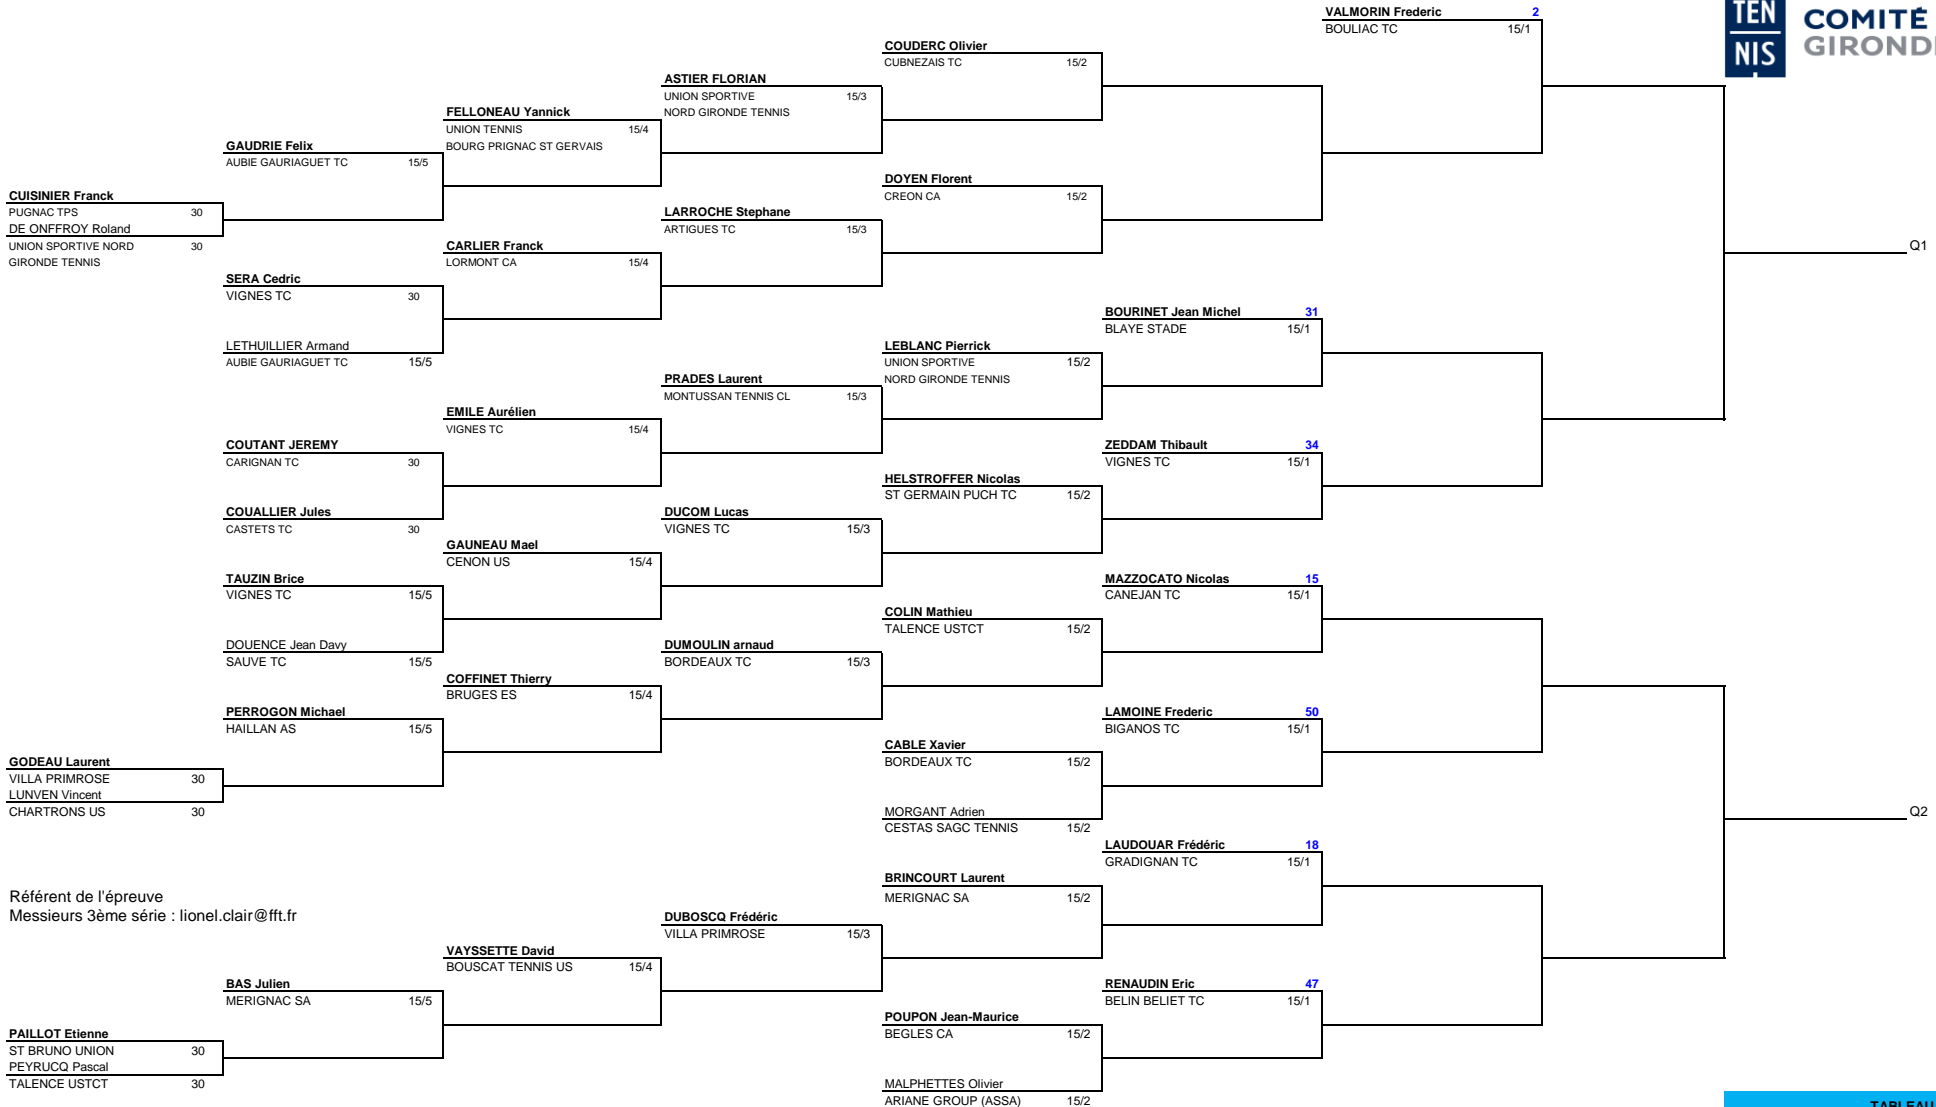 TEN
NIS
COMITÉ
GIRONDE
CUISINIER Franck
PUGNAC TPS 30
DE ONFFROY Roland
UNION SPORTIVE NORD 30
GIRONDE TENNIS
GODEAU Laurent
VILLA PRIMROSE 30
LUNVEN Vincent
CHARTRONS US 30
Référent de l'épreuve
Messieurs 3ème série : lionel.clair@fft.fr
PAILLOT Etienne
ST BRUNO UNION 30
PEYRUCQ Pascal
TALENCE USTCT 30
GAUDRIE Felix
AUBIE GAURIAGUET TC 15/5
SERA Cedric
VIGNES TC 30
LETHUILLIER Armand
AUBIE GAURIAGUET TC 15/5
COUTANT JEREMY
CARIGNAN TC 30
COUALLIER Jules
CASTETS TC 30
TAUZIN Brice
VIGNES TC 15/5
DOUENCE Jean Davy
SAUVE TC 15/5
PERROGON Michael
HAILLAN AS 15/5
BAS Julien
MERIGNAC SA 15/5
FELLONEAU Yannick
UNION TENNIS 15/4
BOURG PRIGNAC ST GERVAIS
CARLIER Franck
LORMONT CA 15/4
EMILE Aurélien
VIGNES TC 15/4
GAUNEAU Mael
CENON US 15/4
COFFINET Thierry
BRUGES ES 15/4
VAYSSETTE David
BOUSCAT TENNIS US 15/4
ASTIER FLORIAN
UNION SPORTIVE 15/3
NORD GIRONDE TENNIS
LARROCHE Stephane
ARTIGUES TC 15/3
PRADES Laurent
MONTUSSAN TENNIS CL 15/3
DUCOM Lucas
VIGNES TC 15/3
DUMOULIN arnaud
BORDEAUX TC 15/3
DUBOSCQ Frédéric
VILLA PRIMROSE 15/3
COUDERC Olivier
CUBNEZAIS TC 15/2
DOYEN Florent
CREON CA 15/2
LEBLANC Pierrick
UNION SPORTIVE 15/2
NORD GIRONDE TENNIS
HELSTROFFER Nicolas
ST GERMAIN PUCH TC 15/2
COLIN Mathieu
TALENCE USTCT 15/2
CABLE Xavier
BORDEAUX TC 15/2
MORGANT Adrien
CESTAS SAGC TENNIS 15/2
BRINCOURT Laurent
MERIGNAC SA 15/2
POUPON Jean-Maurice
BEGLES CA 15/2
MALPHETTES Olivier
ARIANE GROUP (ASSA) 15/2
BOURINET Jean Michel 31
BLAYE STADE 15/1
ZEDDAM Thibault 34
VIGNES TC 15/1
MAZZOCATO Nicolas 15
CANEJAN TC 15/1
LAMOINE Frederic 50
BIGANOS TC 15/1
LAUDOUAR Frédéric 18
GRADIGNAN TC 15/1
RENAUDIN Eric 47
BELIN BELIET TC 15/1
VALMORIN Frederic 2
BOULIAC TC 15/1
Q1
Q2
TABLEAU